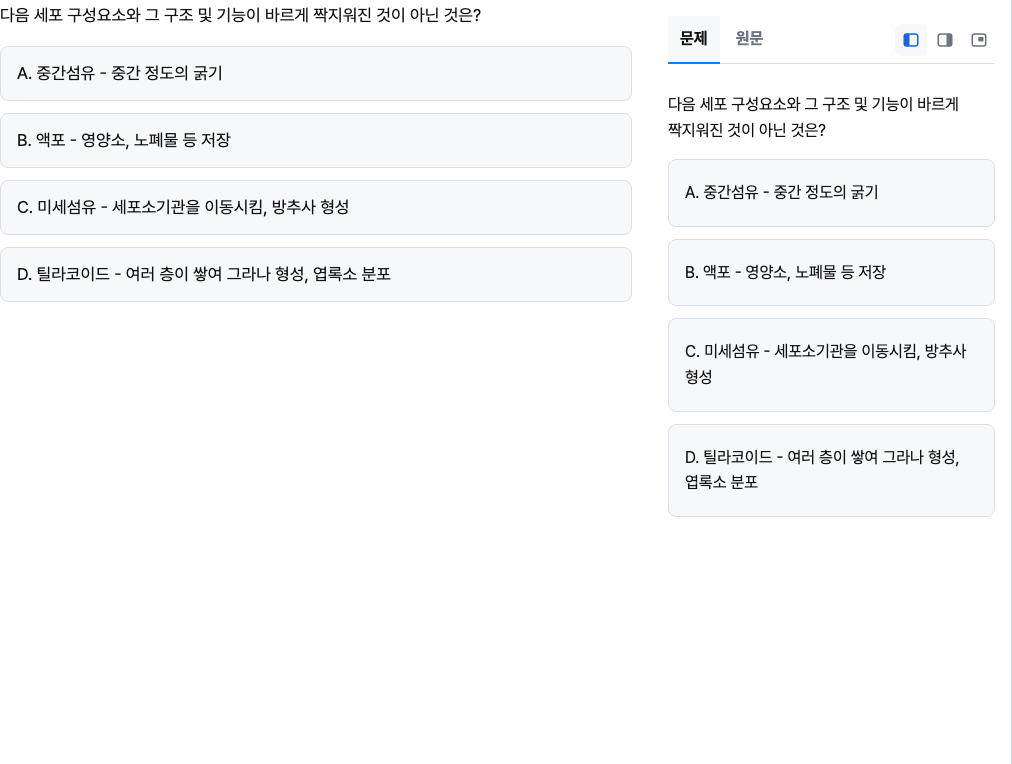 다음 세포 구성요소와 그 구조 및 기능이 바르게 짝지워진 것이 아닌 것은?
A. 중간섬유 - 중간 정도의 굵기
B. 액포 - 영양소, 노폐물 등 저장
C. 미세섬유 - 세포소기관을 이동시킴, 방추사 형성
D. 틸라코이드 - 여러 층이 쌓여 그라나 형성, 엽록소 분포
문제 원문
다음 세포 구성요소와 그 구조 및 기능이 바르게
짝지워진 것이 아닌 것은?
A. 중간섬유 - 중간 정도의 굵기
B. 액포 - 영양소, 노폐물 등 저장
C. 미세섬유 - 세포소기관을 이동시킴, 방추사
형성
D. 틸라코이드 - 여러 층이 쌓여 그라나 형성,
엽록소 분포